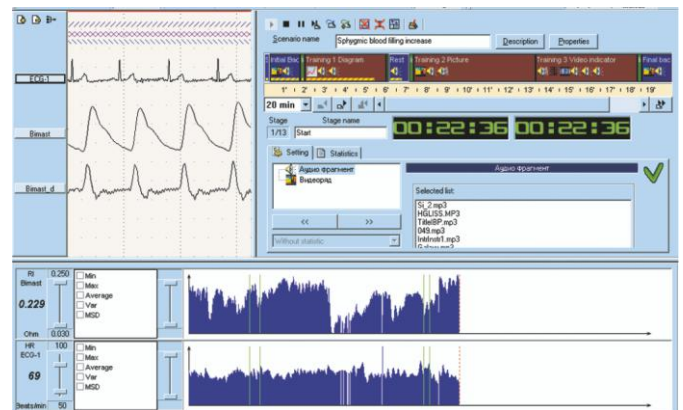 Scenario name
Sphygmic blood filling increase
Description
Properties
Initial Bac
Training 1 Diagram
Rest
Training 2 Picture
Training 3 Video indicator
Final bac
1' 2' 3' 4' 5' 6' 7' 8' 9' 10' 11' 12' 13' 14' 15' 16' 17' 18' 19'
20 min
Stage
Stage name
1/13
Start
00:22:36
00:22:36
Setting
Statistics
Аудио фрагмент
Видеоряд
Аудио фрагмент
Selected list:
Si_2.mp3
HGLISS.MP3
TitleBP.mp3
049.mp3
IntrInstr1.mp3
Galaxy.mp3
<<
>>
Without statistic
ECG-1
Bimast
Bimast_d
RI
Bimast
0.229
Ohm
0.250
0.030
Min
Max
Average
Var
MSD
HR
ECG-1
69
Beats/min
100
50
Min
Max
Average
Var
MSD